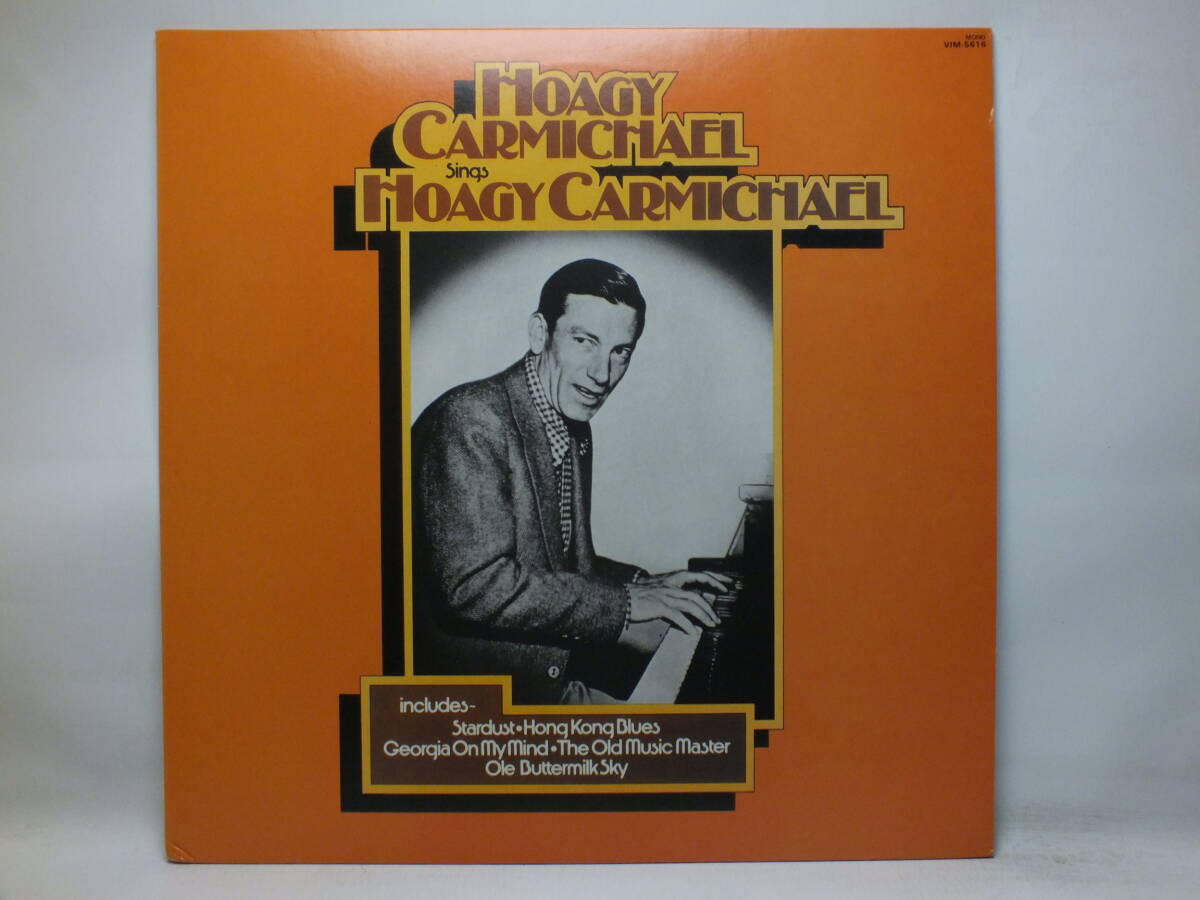 MONO
VIM-5616
HOAGY
CARMICHAEL
Sings
HOAGY CARMICHAEL
includes-
Stardust•Hong Kong Blues
Georgia On My Mind•The Old Music Master
Ole Buttermilk Sky